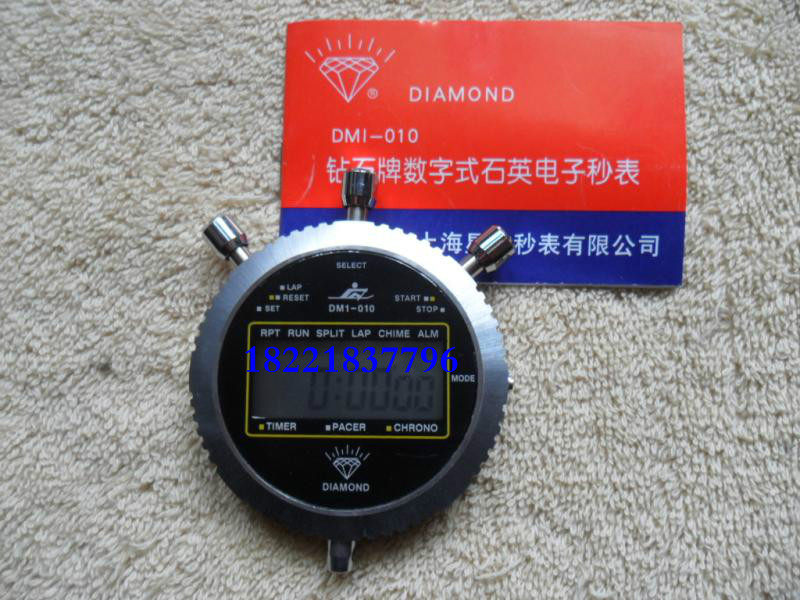 ®
DIAMOND
DMI-010
钻石牌数字式石英电子秒表
上海星 秒表有限公司
SELECT
LAP
RESET
SET
START
STOP
DM1-010
RPT RUN SPLIT LAP CHIME ALM
18221837796
0:0000
MODE
TIMER PACER CHRONO
DIAMOND